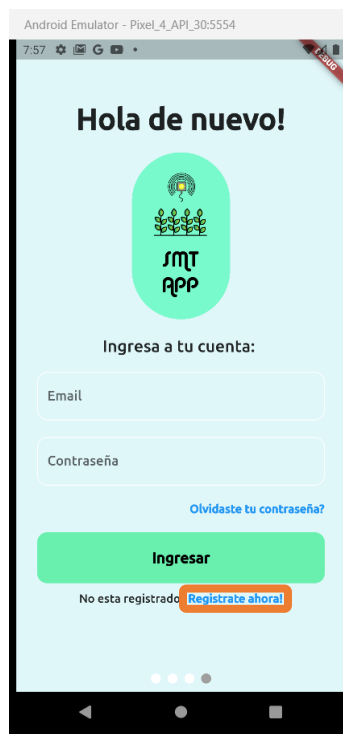 Android Emulator - Pixel_4_API_30:5554
7:57
DEBUG
Hola de nuevo!
SMT
APP
Ingresa a tu cuenta:
Email
Contraseña
Olvidaste tu contraseña?
Ingresar
No esta registrado Registrate ahora!